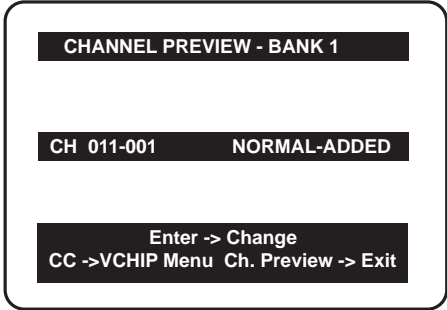 CHANNEL PREVIEW - BANK 1
CH 011-001 NORMAL-ADDED
Enter -> Change
CC ->VCHIP Menu Ch. Preview -> Exit